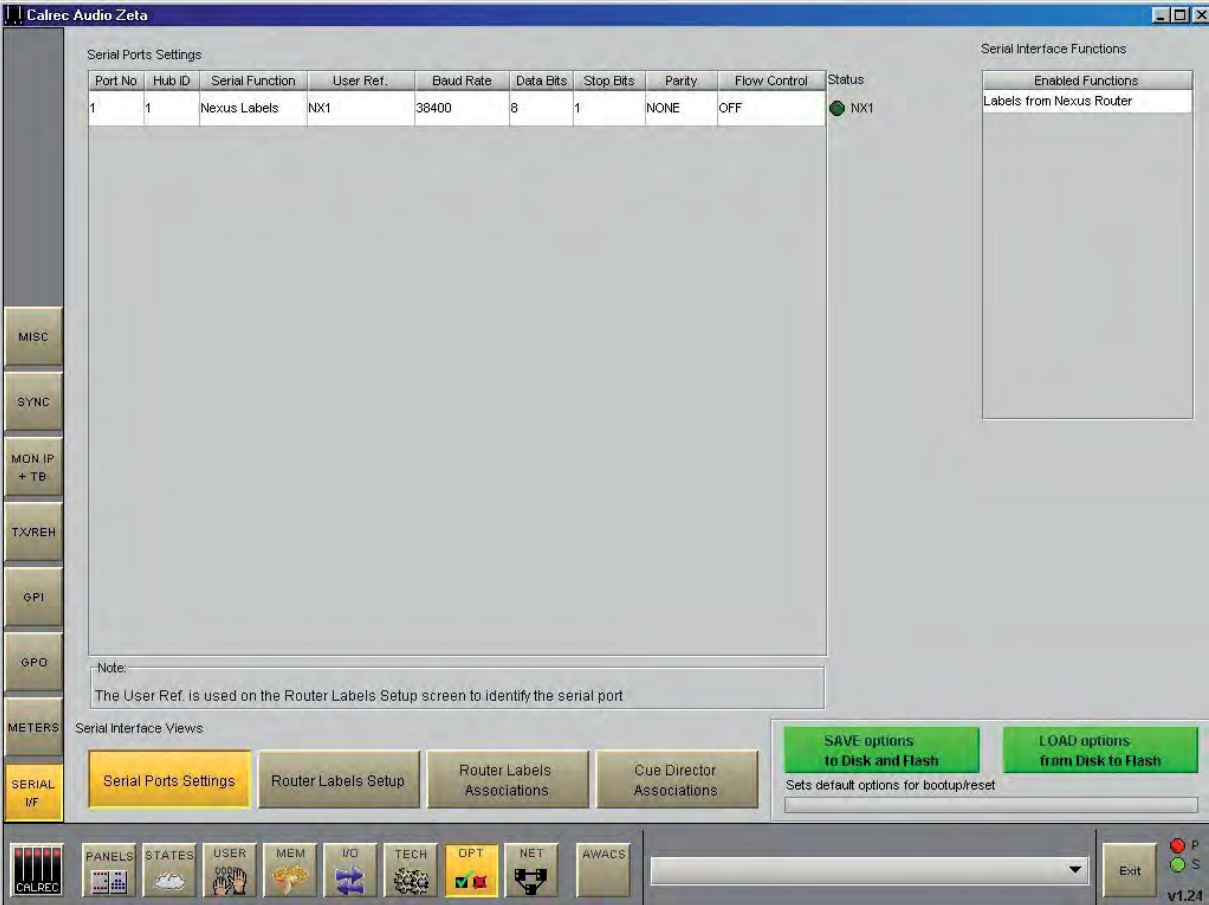 Calrec Audio Zeta
Serial Ports Settings
Port No Hub ID Serial Function User Ref. Baud Rate Data Bits Stop Bits Parity Flow Control Status
1 1 Nexus Labels NX1 38400 8 1 NONE OFF NX1
Serial Interface Functions
Enabled Functions
Labels from Nexus Router
MISC
SYNC
MON IP
+ TB
TX/REH
GPI
GPO
METERS
SERIAL
I/F
Note:
The User Ref. is used on the Router Labels Setup screen to identify the serial port
Serial Interface Views
Serial Ports Settings
Router Labels Setup
Router Labels
Associations
Cue Director
Associations
SAVE options
to Disk and Flash
LOAD options
from Disk to Flash
Sets default options for bootup/reset
CALREC
PANELS
STATES
USER
MEM
I/O
TECH
OPT
NET
AWACS
Exit
P
S
v1.24